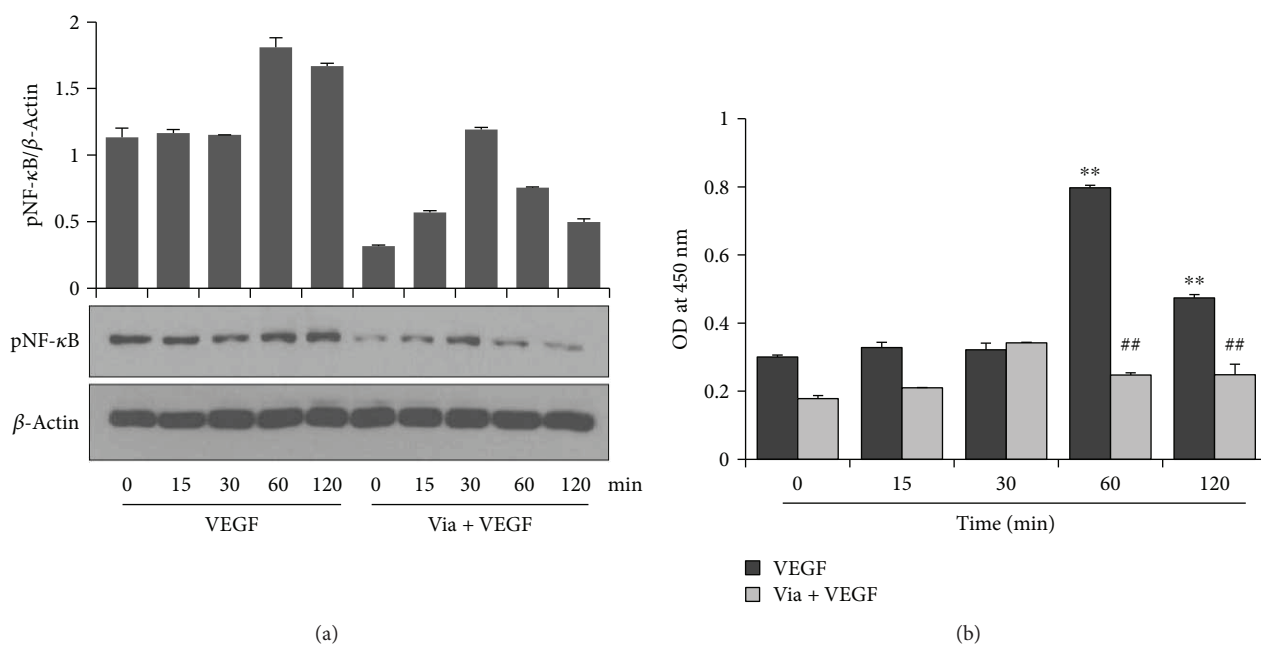 2
1.5
1
0.5
2
pNF-κB/β-Actin
pNF-κB
β-Actin
0 15 30 60 120 0 15 30 60 120 min
VEGF Via + VEGF
(a)
1
0.8
0.6
0.4
0.2
0
OD at 450 nm
**
**
## ##
0 15 30 60 120
Time (min)
VEGF
Via + VEGF
(b)